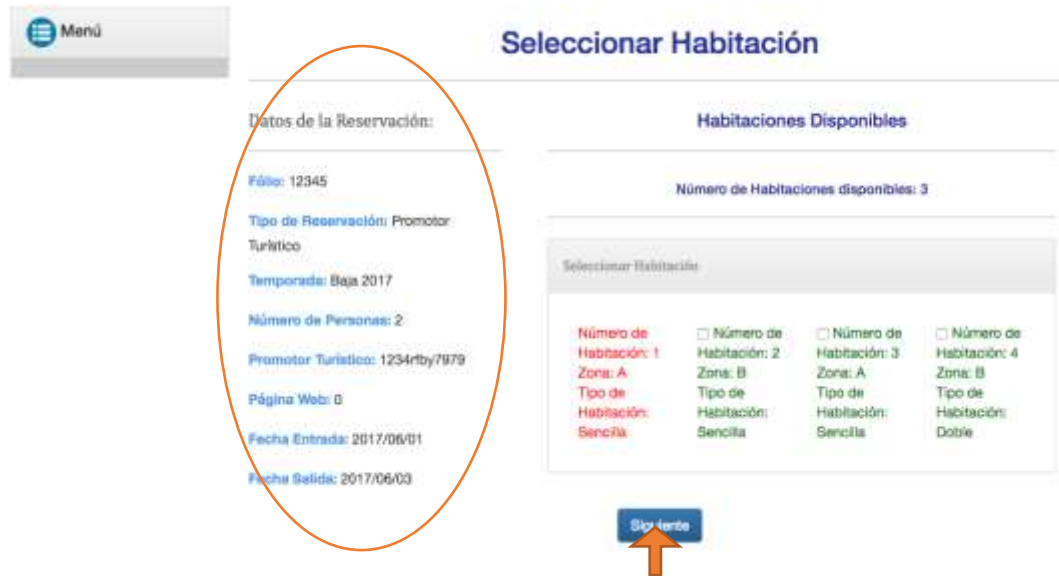 Menú
Seleccionar Habitación
Datos de la Reservación:
Fólio: 12345
Tipo de Reservación: Promotor
Turístico
Temporada: Baja 2017
Número de Personas: 2
Promotor Turístico: 1234rfby7979
Página Web: 0
Fecha Entrada: 2017/06/01
Fecha Salida: 2017/06/03
Habitaciones Disponibles
Número de Habitaciones disponibles: 3
Seleccionar Habitación
Número de
Habitación: 1
Zona: A
Tipo de
Habitación:
Sencilla
Número de
Habitación: 2
Zona: B
Tipo de
Habitación:
Sencilla
Número de
Habitación: 3
Zona: A
Tipo de
Habitación:
Sencilla
Número de
Habitación: 4
Zona: B
Tipo de
Habitación:
Doble
Siguiente